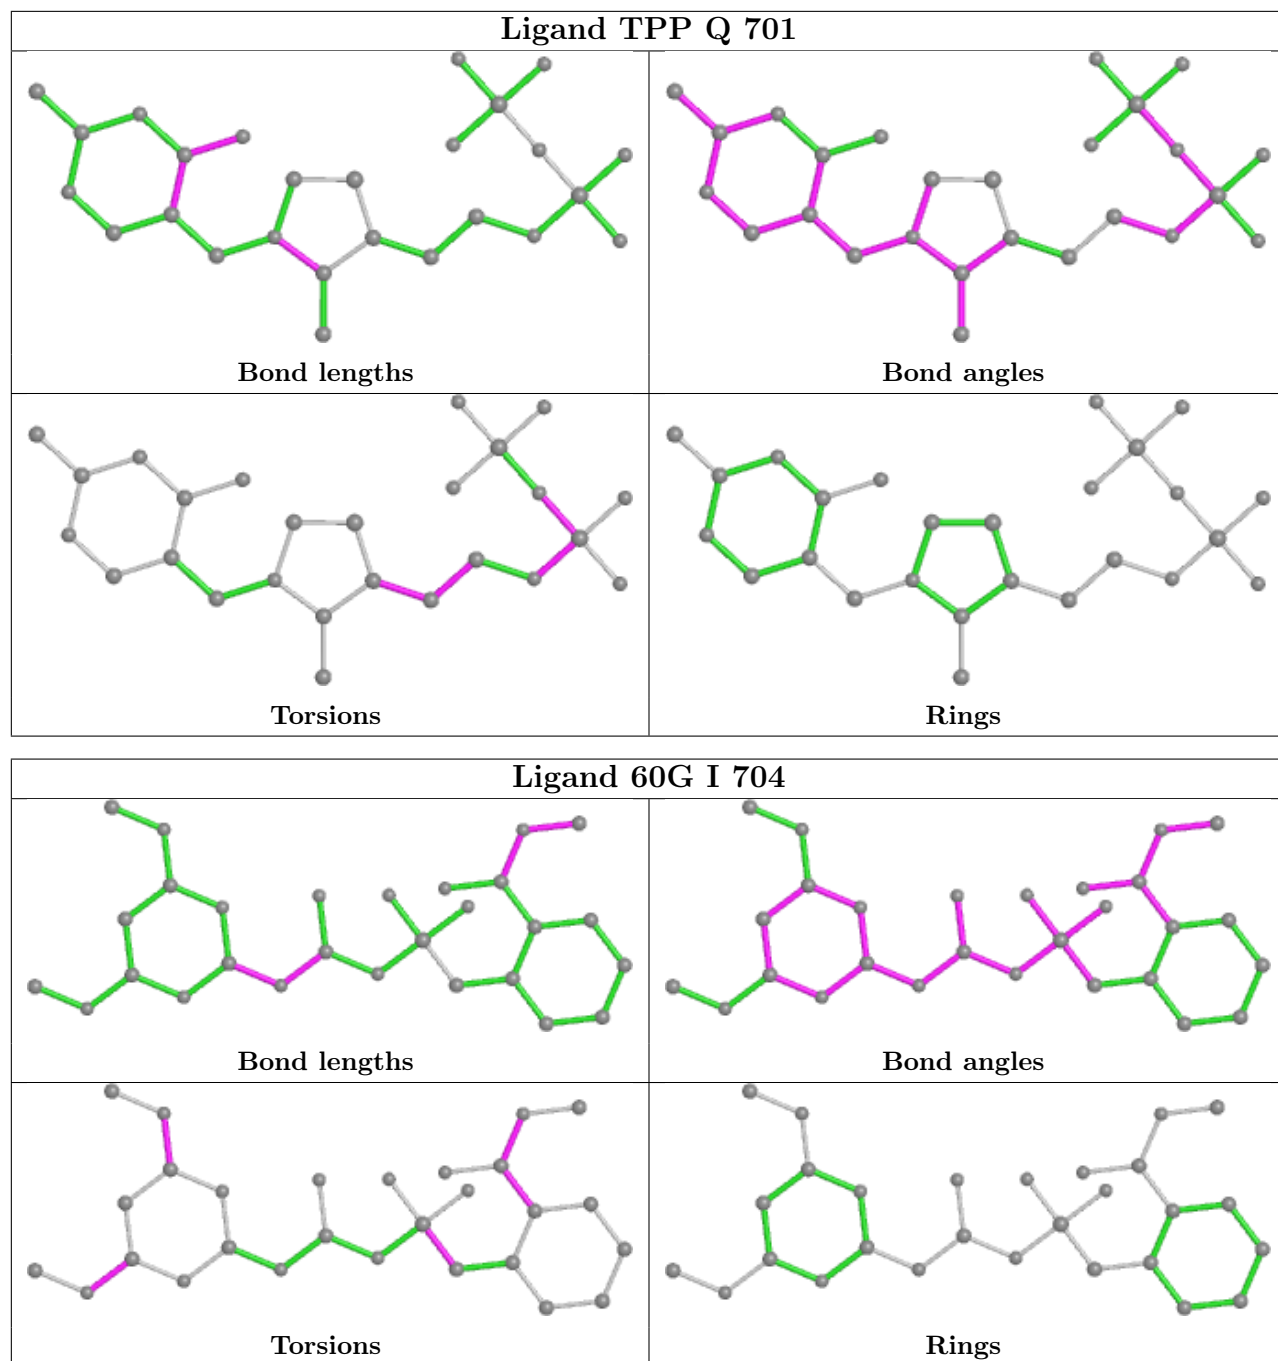 Ligand TPP Q 701
Bond lengths
Bond angles
Torsions
Rings
Ligand 60G I 704
Bond lengths
Bond angles
Torsions
Rings